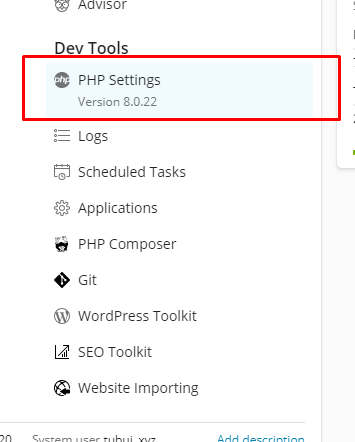 Advisor
Dev Tools
php PHP Settings
Version 8.0.22
Logs
Scheduled Tasks
Applications
PHP Composer
Git
WordPress Toolkit
SEO Toolkit
Website Importing
20 System user tubui_xyz Add description